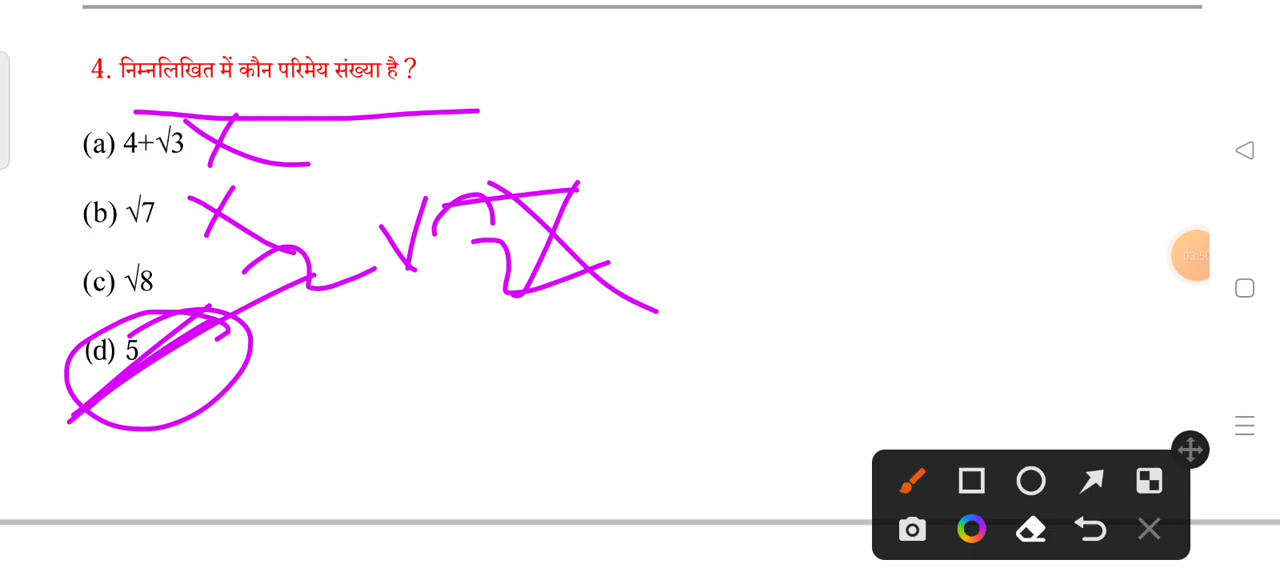 4. निम्नलिखित में कौन परिमेय संख्या है ?
(a) 4+√3
(b) √7
(c) √8
(d) 5